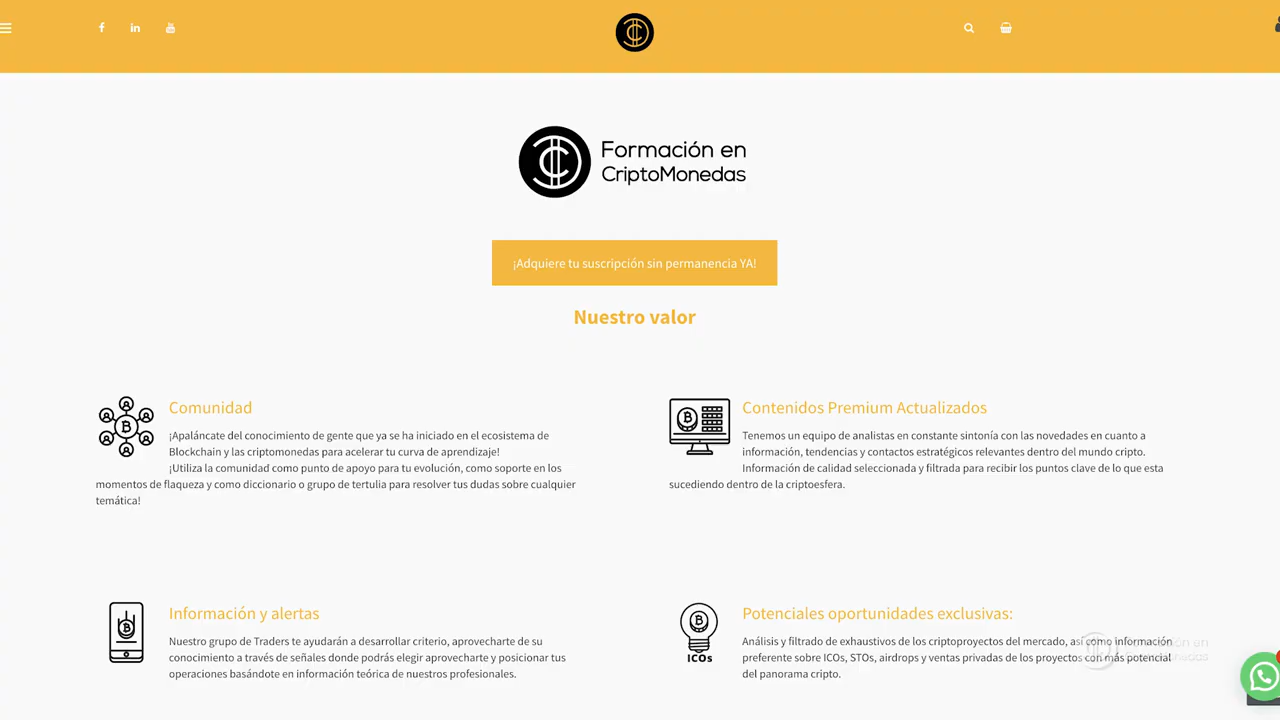 Formación en
CriptoMonedas
¡Adquiere tu suscripción sin permanencia YA!
Nuestro valor
Comunidad
¡Apaláncate del conocimiento de gente que ya se ha iniciado en el ecosistema de
Blockchain y las criptomonedas para acelerar tu curva de aprendizaje!
¡Utiliza la comunidad como punto de apoyo para tu evolución, como soporte en los
momentos de flaqueza y como diccionario o grupo de tertulia para resolver tus dudas sobre cualquier
temática!
Contenidos Premium Actualizados
Tenemos un equipo de analistas en constante sintonía con las novedades en cuanto a
información, tendencias y contactos estratégicos relevantes dentro del mundo cripto.
Información de calidad seleccionada y filtrada para recibir los puntos clave de lo que esta
sucediendo dentro de la criptoesfera.
Información y alertas
Nuestro grupo de Traders te ayudarán a desarrollar criterio, aprovecharte de su
conocimiento a través de señales donde podrás elegir aprovecharte y posicionar tus
operaciones basándote en información teórica de nuestros profesionales.
ICOs
Potenciales oportunidades exclusivas:
Análisis y filtrado de exhaustivos de los criptoproyectos del mercado, así como información
preferente sobre ICOs, STOs, airdrops y ventas privadas de los proyectos con más potencial
del panorama cripto.
Formación en
CriptoMonedas